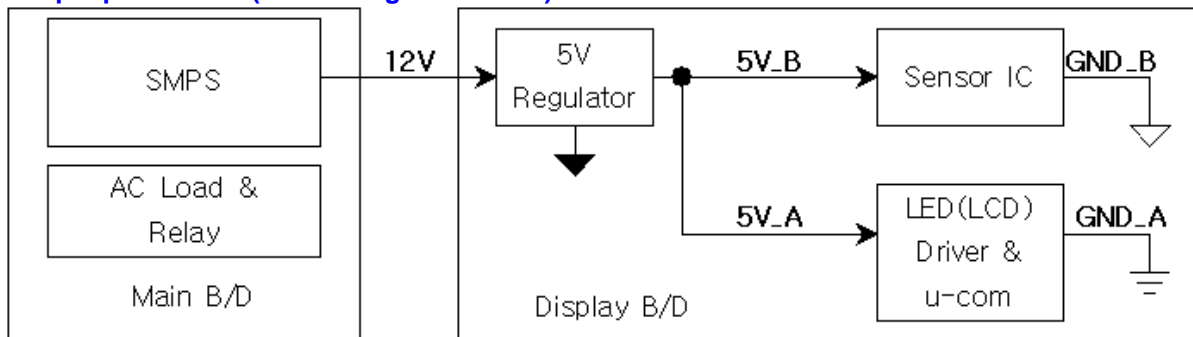 SMPS
AC Load &
Relay
Main B/D
12V
5V
Regulator
5V_B
Sensor IC
GND_B
5V_A
LED(LCD)
Driver &
u-com
GND_A
Display B/D